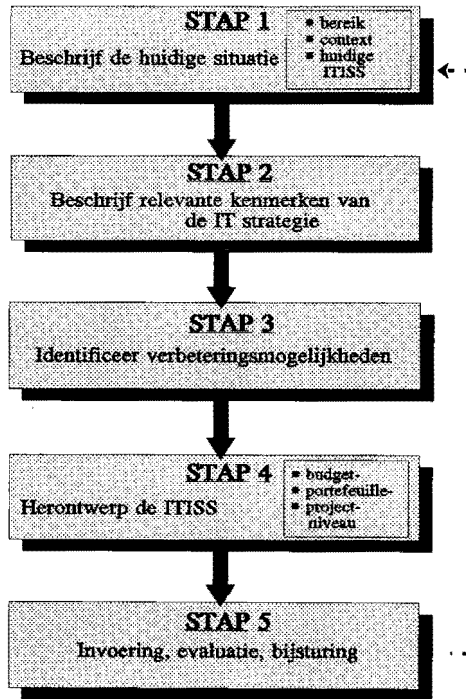 STAP 1
Beschrijf de huidige situatie
▪ bereik
▪ context
▪ huidige
ITISS
STAP 2
Beschrijf relevante kenmerken van
de IT strategie
STAP 3
Identificeer verbeteringsmogelijkheden
STAP 4
Herontwerp de ITISS
▪ budget-
▪ portefeuille-
▪ project-
niveau
STAP 5
Invoering, evaluatie, bijsturing